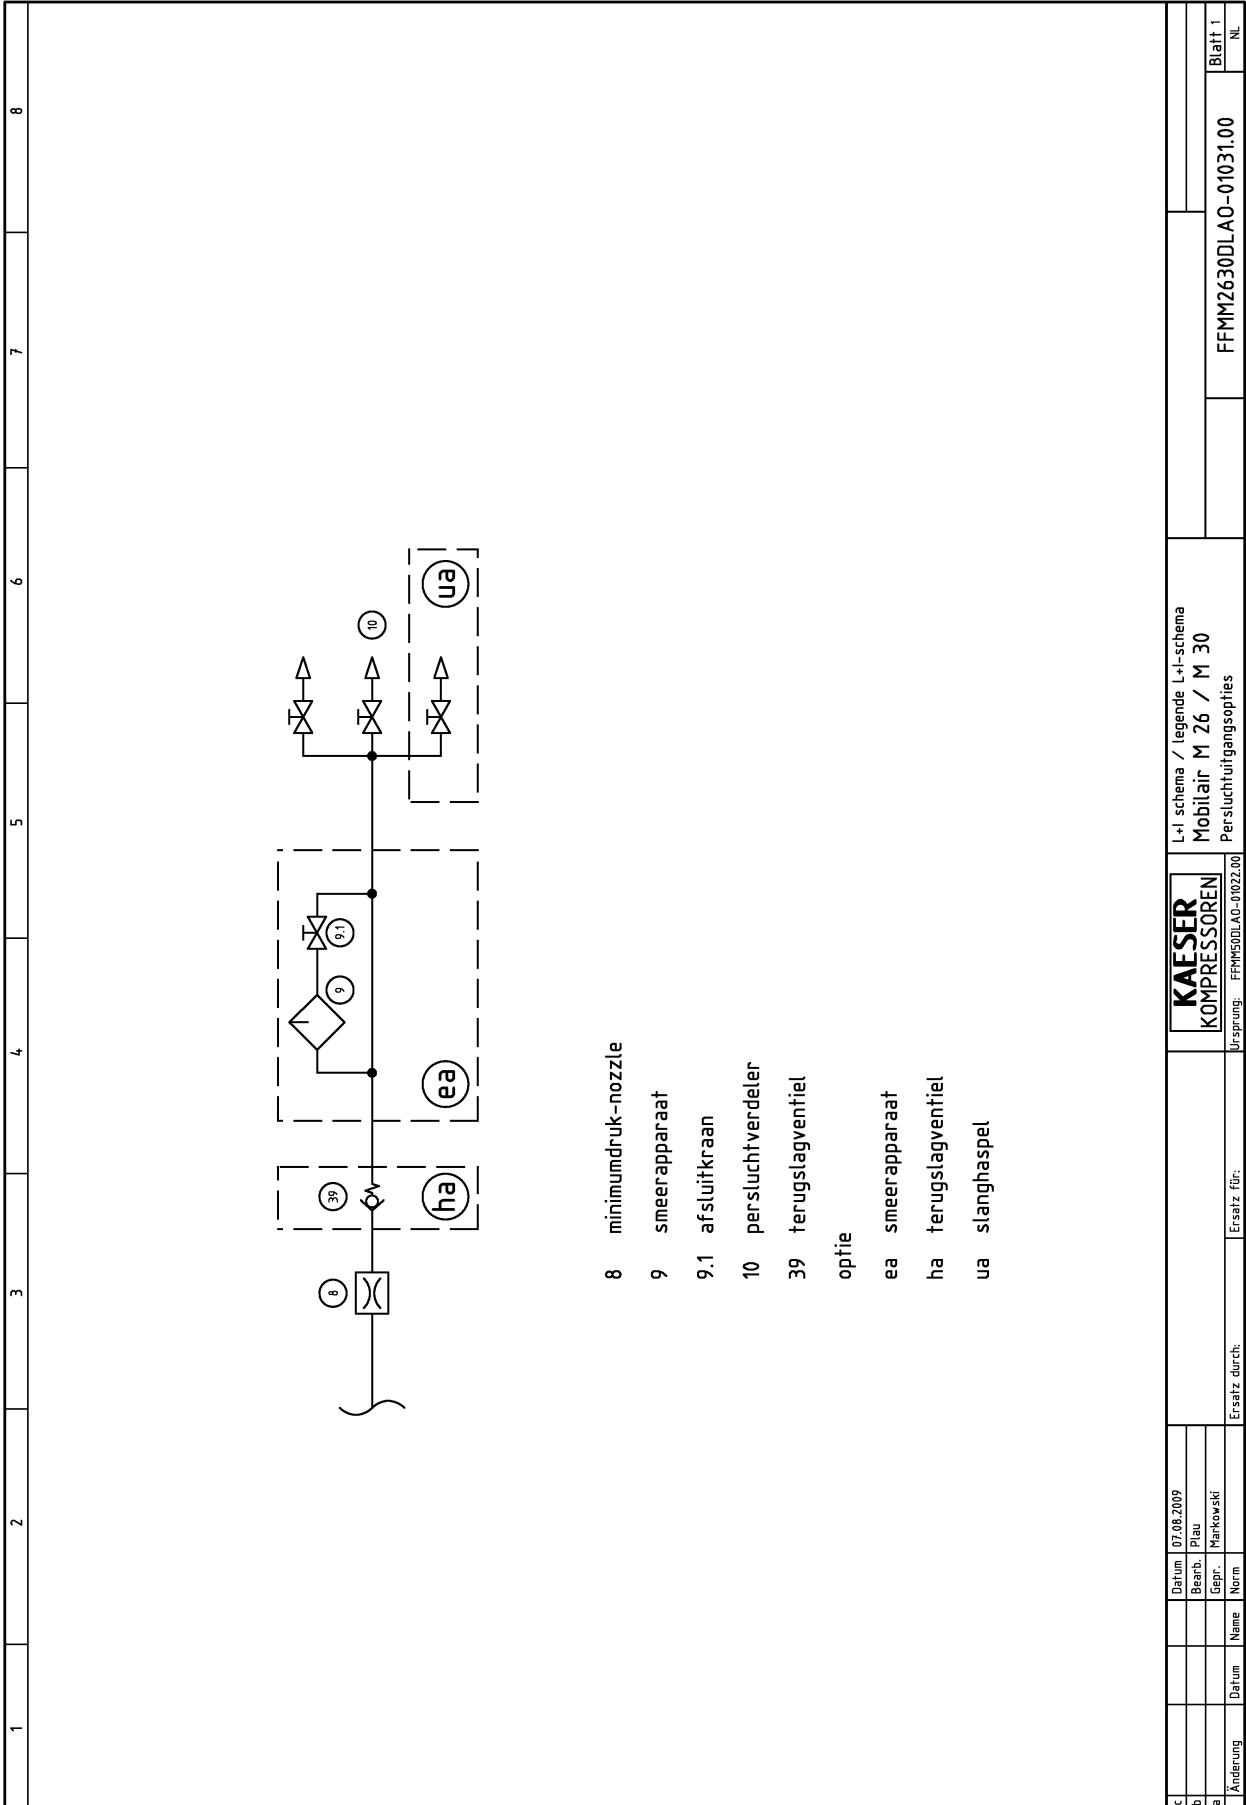 1
2
3
4
5
6
7
8
8
39
ha
9
9.1
ea
10
ua
8 minimumdruk-nozzle
9 smeerapparaat
9.1 afsluitkraan
10 persluchtverdeler
39 terugslagventiel
optie
ea smeerapparaat
ha terugslagventiel
ua slanghaspel
c
b
a
Änderung
Datum
Name
Datum 07.08.2009
Bearb. Plau
Gepr. Markowski
Norm
Ersatz durch:
Ersatz für:
KAESER
KOMPRESSOREN
Ursprung: FFMM50DLAO-01022.00
L+I schema / legende L+I-schema
Mobilair M 26 / M 30
Persluchtuitgangsopties
FFMM2630DLAO-01031.00
Blatt 1
NL